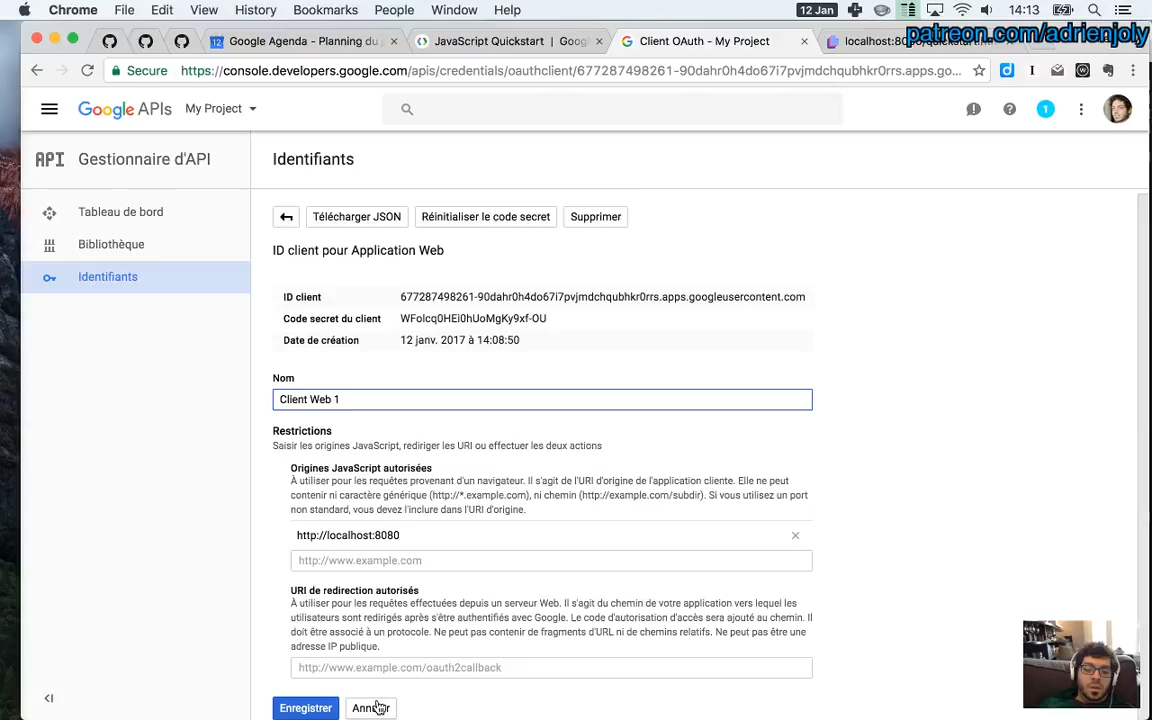 Chrome File Edit View History Bookmarks People Window Help 12 Jan 14:13
patreon.com/adrienjoly
12 Google Agenda - Planning du j JavaScript Quickstart | Goog Client OAuth - My Project
Secure https://console.developers.google.com/apis/credentials/oauthclient/677287498261-90dahr0h4do67i7pvjmdchqubhkr0rrs.apps.go...
Google APIs My Project 1
API Gestionnaire d'API Identifiants
Tableau de bord
Bibliothèque
Identifiants
Télécharger JSON Réinitialiser le code secret Supprimer
ID client pour Application Web
ID client 677287498261-90dahr0h4do67i7pvjmdchqubhkr0rrs.apps.googleusercontent.com
Code secret du client WFoIcq0HEi0hUoMgKy9xf-OU
Date de création 12 janv. 2017 à 14:08:50
Nom
Client Web 1
Restrictions
Saisir les origines JavaScript, rediriger les URI ou effectuer les deux actions
Origines JavaScript autorisées
À utiliser pour les requêtes provenant d'un navigateur. Il s'agit de l'URI d'origine de l'application cliente. Elle ne peut
contenir ni caractère générique (http://*.example.com), ni chemin (http://example.com/subdir). Si vous utilisez un port
non standard, vous devez l'inclure dans l'URI d'origine.
http://localhost:8080
http://www.example.com
URI de redirection autorisés
À utiliser pour les requêtes effectuées depuis un serveur Web. Il s'agit du chemin de votre application vers lequel les
utilisateurs sont redirigés après s'être authentifiés avec Google. Le code d'autorisation d'accès sera ajouté au chemin. Il
doit être associé à un protocole. Ne peut pas contenir de fragments d'URL ni de chemins relatifs. Ne peut pas être une
adresse IP publique.
http://www.example.com/oauth2callback
Enregistrer Annuler